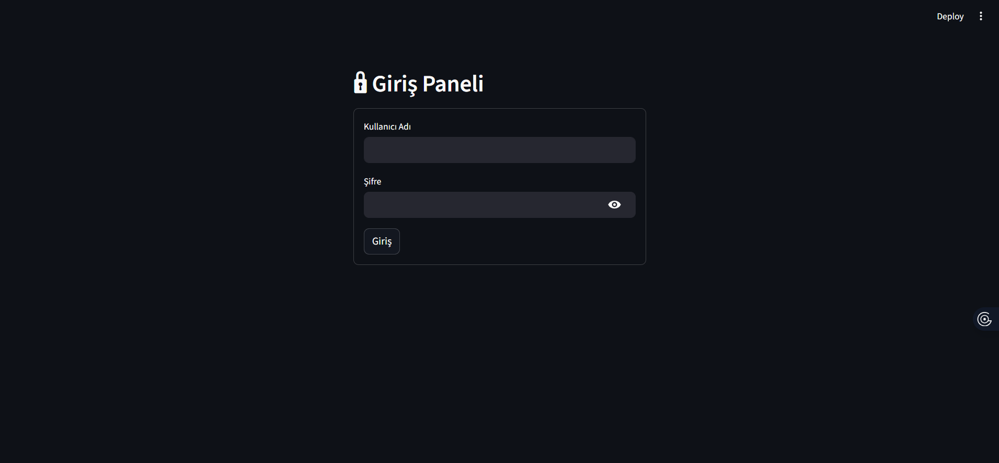 Deploy
Giriş Paneli
Kullanıcı Adı
Şifre
Giriş